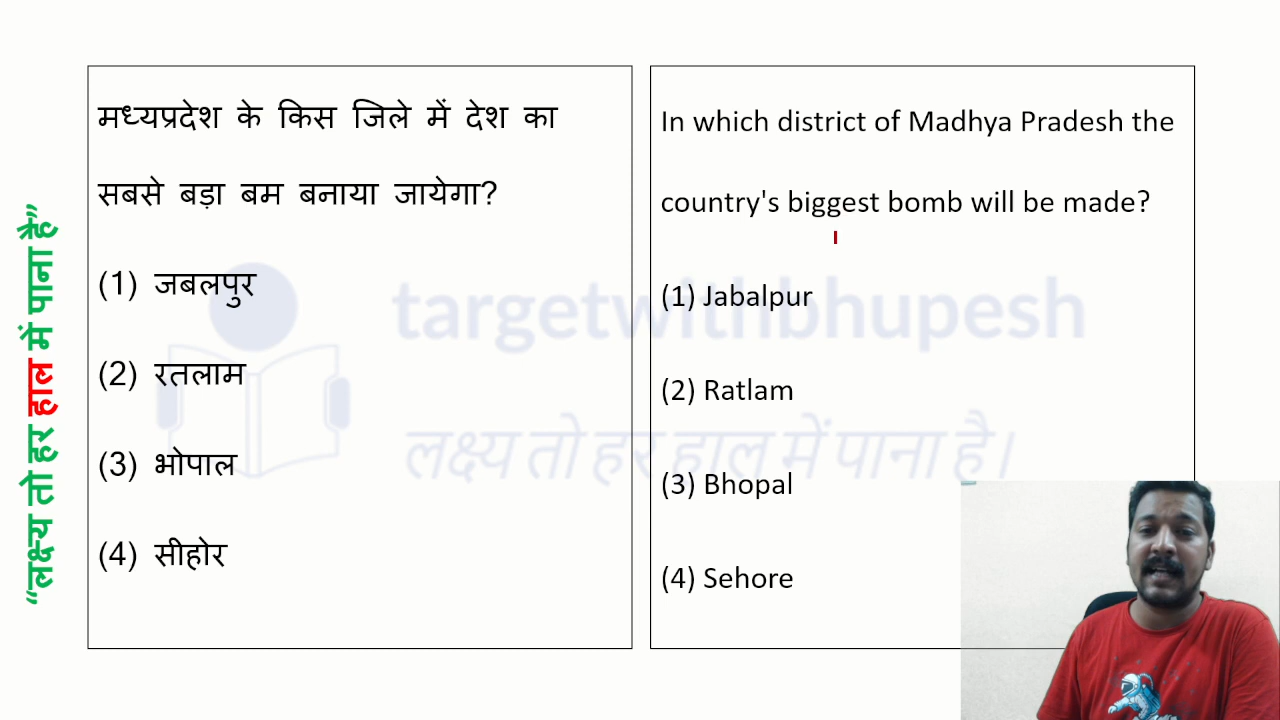 “लक्ष्य तो हर हाल में पाना है”
मध्यप्रदेश के किस जिले में देश का
सबसे बड़ा बम बनाया जायेगा?
(1) जबलपुर
(2) रतलाम
(3) भोपाल
(4) सीहोर
In which district of Madhya Pradesh the
country's biggest bomb will be made?
(1) Jabalpur
(2) Ratlam
(3) Bhopal
(4) Sehore
targetwithbhupesh
लक्ष्य तो हर हाल में पाना है।